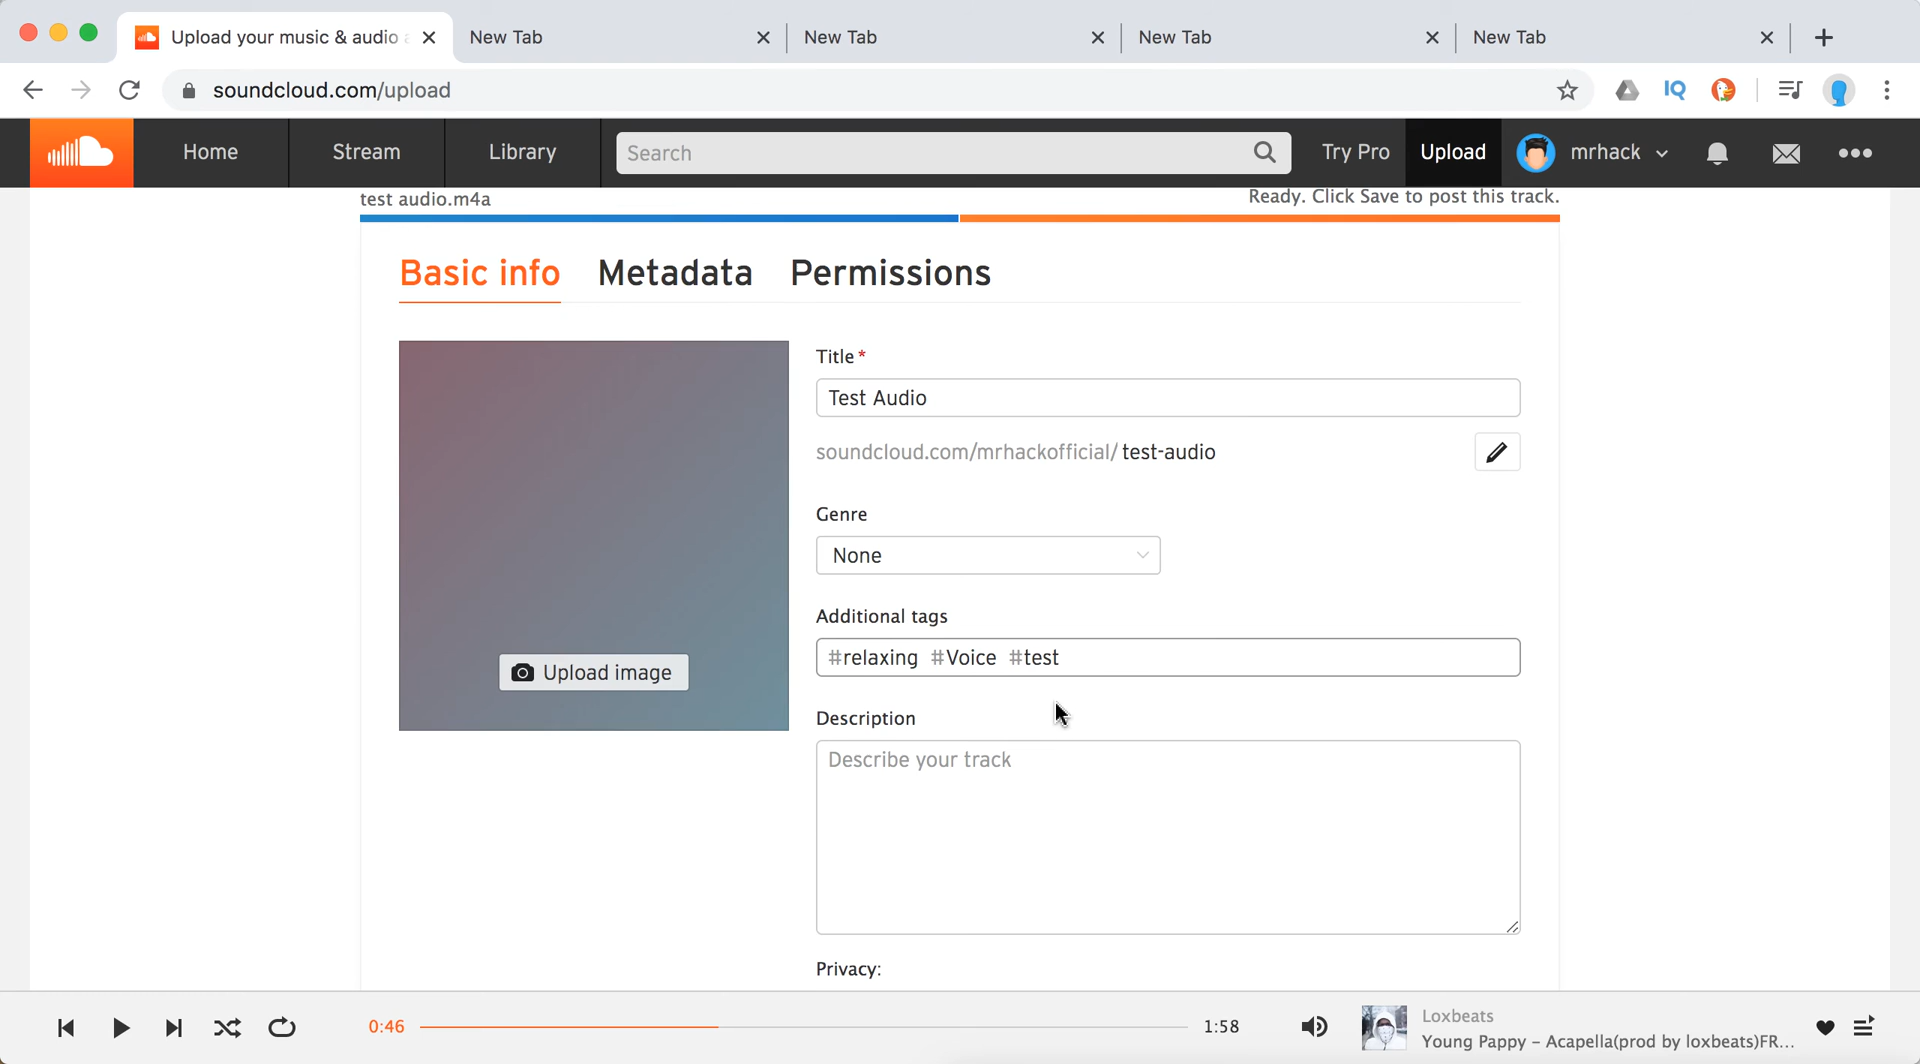 Upload your music & audio a
New Tab
New Tab
New Tab
New Tab
soundcloud.com/upload
IQ
Home
Stream
Library
Search
Try Pro
Upload
mrhack
test audio.m4a
Ready. Click Save to post this track.
Basic info
Metadata
Permissions
Title*
Test Audio
soundcloud.com/mrhackofficial/ test-audio
Genre
None
Additional tags
#relaxing #Voice #test
Upload image
Description
Describe your track
Privacy:
0:46
1:58
Loxbeats
Young Pappy - Acapella(prod by loxbeats)FR...